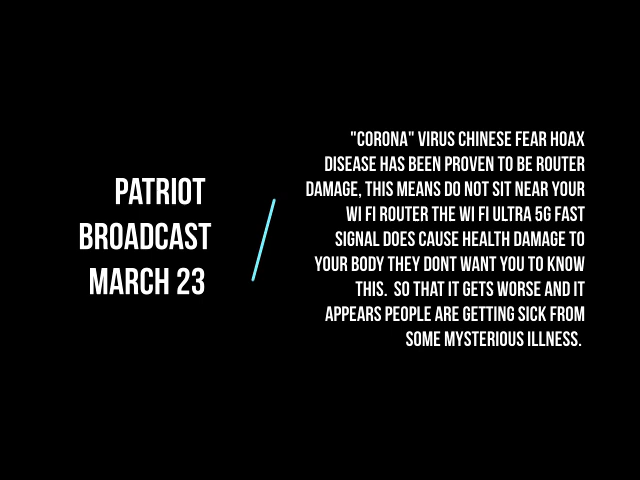 PATRIOT
BROADCAST
MARCH 23
"CORONA" VIRUS CHINESE FEAR HOAX
DISEASE HAS BEEN PROVEN TO BE ROUTER
DAMAGE, THIS MEANS DO NOT SIT NEAR YOUR
WI FI ROUTER THE WI FI ULTRA 5G FAST
SIGNAL DOES CAUSE HEALTH DAMAGE TO
YOUR BODY THEY DONT WANT YOU TO KNOW
THIS. SO THAT IT GETS WORSE AND IT
APPEARS PEOPLE ARE GETTING SICK FROM
SOME MYSTERIOUS ILLNESS.